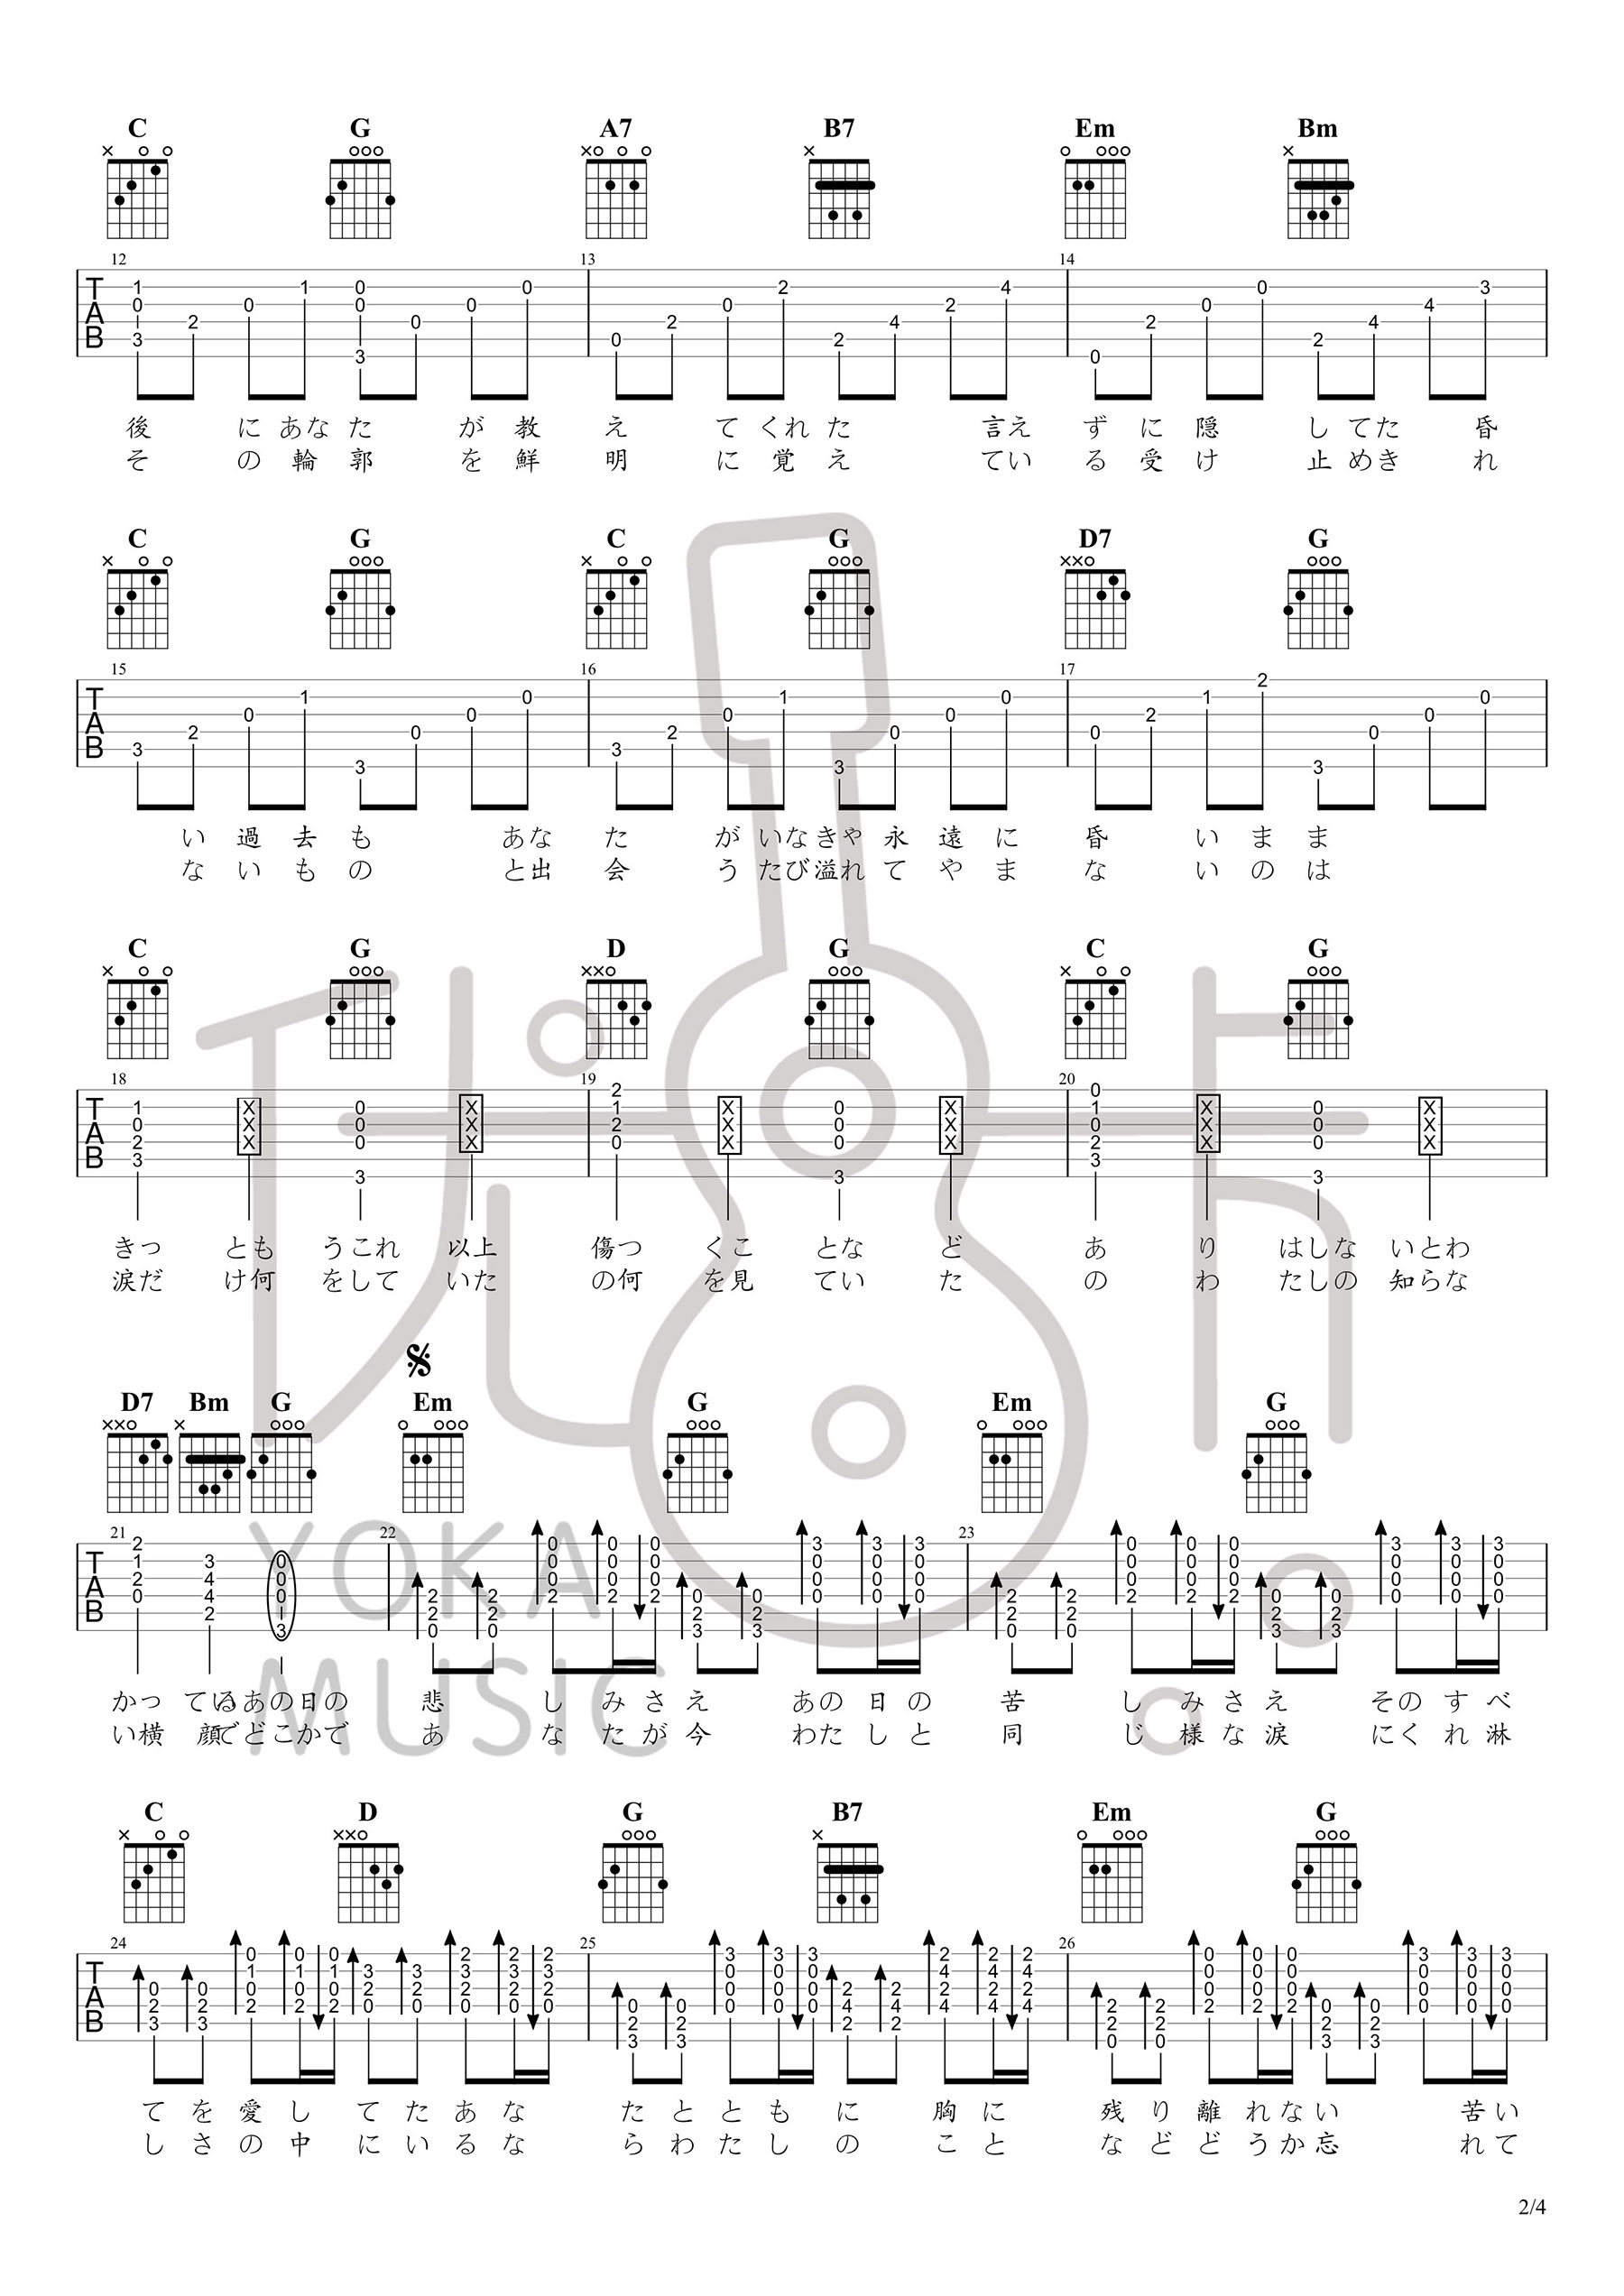 C G A7 B7 Em Bm
12 13 14
TAB
後 に あな た が 教 え て くれ た 言え ず に 隠 し てた 昏
そ の 輪 郭 を 鮮 明 に 覚 え てい る 受 け 止 めき れ
C G C G D7 G
15 16 17
TAB
い 過 去 も あな た が いな きゃ 永 遠 に 昏 い ま ま
な い も の と出 会 う たび 溢れ て や ま な い の は
C G D G C G
18 19 20
TAB
きっ とも うこれ 以上 傷つ くこ とな ど あ り はしな いとわ
涙だ け何 をして いた の何 を見 てい た の わ たしの 知らな
D7 Bm G Em G Em G
21 22 23
TAB
かっ ている あの日の 悲 し み さ え あの 日 の 苦 し み さ え その す べ
い横 顔で どこかで あ な た が 今 わた し と 同 じ 様 な 涙 にく れ 淋
YOKA
MUSIC
C D G B7 Em G
24 25 26
TAB
て を 愛 し て た あ な た と と も に 胸 に 残 り 離 れ な い 苦 い
し さ の 中 に い る な ら わ た し の こ と な ど ど う か 忘 れ て
2/4